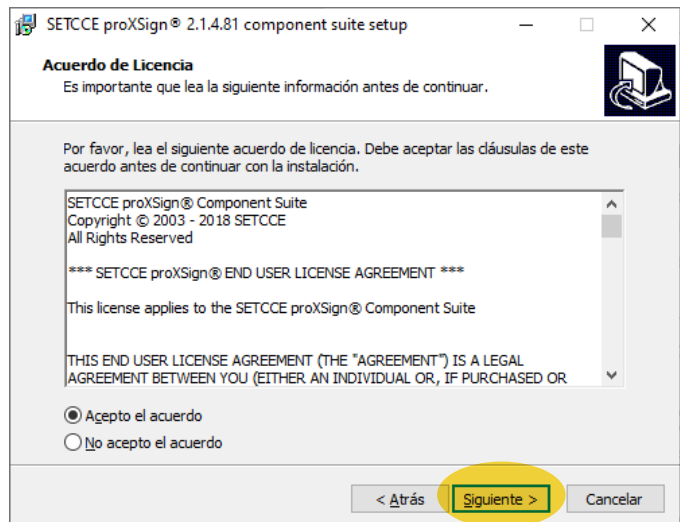 SETCCE proXSign® 2.1.4.81 component suite setup
Acuerdo de Licencia
Es importante que lea la siguiente información antes de continuar.
Por favor, lea el siguiente acuerdo de licencia. Debe aceptar las cláusulas de este
acuerdo antes de continuar con la instalación.
SETCCE proXSign® Component Suite
Copyright © 2003 - 2018 SETCCE
All Rights Reserved
*** SETCCE proXSign® END USER LICENSE AGREEMENT ***
This license applies to the SETCCE proXSign® Component Suite
THIS END USER LICENSE AGREEMENT (THE "AGREEMENT") IS A LEGAL
AGREEMENT BETWEEN YOU (EITHER AN INDIVIDUAL OR, IF PURCHASED OR
Acepto el acuerdo
No acepto el acuerdo
< Atrás Siguiente > Cancelar